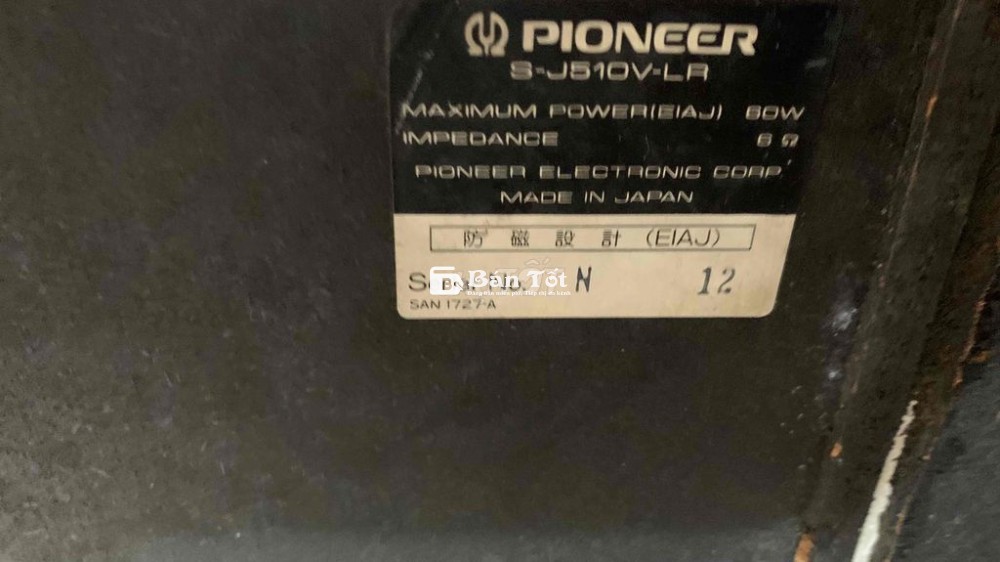 PIONEER
S-J510V-LR
MAXIMUM POWER(EIAJ) 60W
IMPEDANCE 6 Ω
PIONEER ELECTRONIC CORP.
MADE IN JAPAN
防磁設計 (EIAJ)
Bán Tốt
N 12
SAN 1727-A